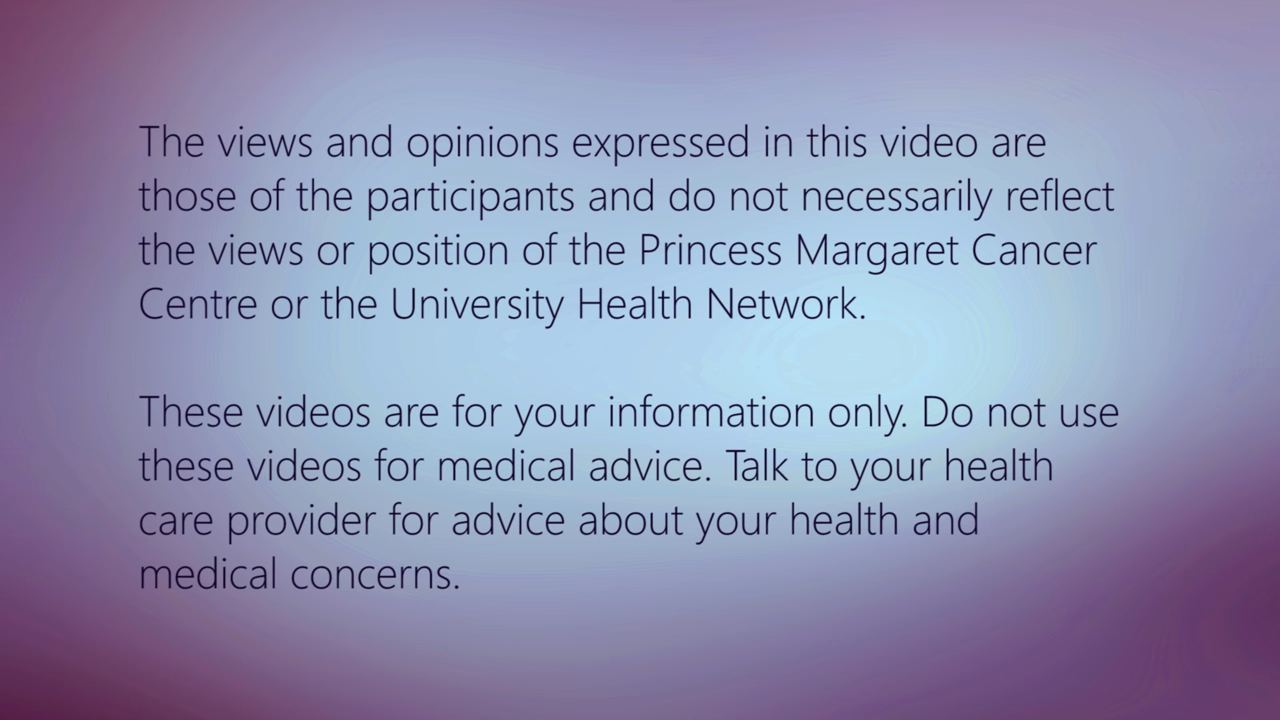 The views and opinions expressed in this video are
those of the participants and do not necessarily reflect
the views or position of the Princess Margaret Cancer
Centre or the University Health Network.
These videos are for your information only. Do not use
these videos for medical advice. Talk to your health
care provider for advice about your health and
medical concerns.